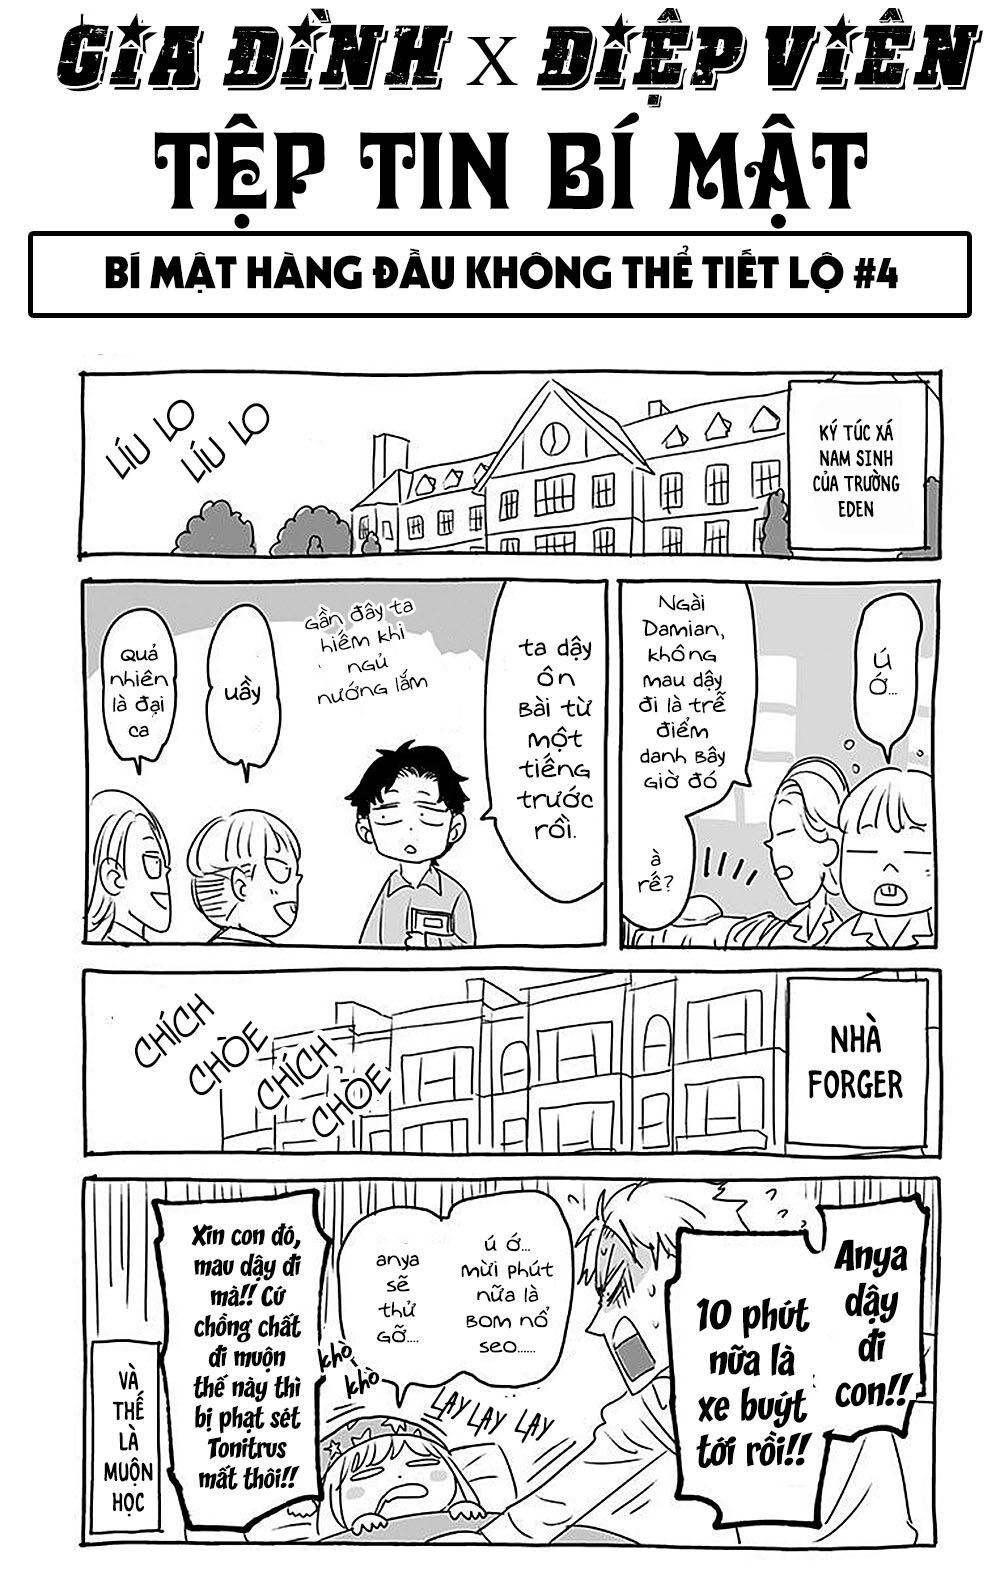 GIA ĐÌNH X ĐIỆP VIÊN
TỆP TIN BÍ MẬT
BÍ MẬT HÀNG ĐẦU KHÔNG THỂ TIẾT LỘ #4
KÝ TÚC XÁ
NAM SINH
CỦA TRƯỜNG
EDEN
LÍU LO
LÍU LO
Ú
Ớ...
Ngài
Damian,
không
mau dậy
đi là trễ
điểm
danh bây
giờ đó
à
rế?
ta dậy
ôn
bài từ
một
tiếng
trước
rồi.
gần đây ta
hiếm khi
ngủ
nướng lắm
uầy
quả
nhiên
là đại
ca
NHÀ
FORGER
CHÍCH
CHÒE
CHÍCH
CHÒE
Anya
dậy
đi
con!!
10 phút
nữa là
xe buýt
tới rồi!!
ú ớ...
mừi phút
nữa là
bom nổ
seo......
anya
sẽ
thử
gỡ....
LAY LAY LAY
khò
khò
Xin con đó,
mau dậy đi
mà!! Cứ
chồng chất
đi muộn
thế này thì
bị phạt sét
Tonitrus
mất thôi!!
VÀ
THẾ
LÀ
MUỘN
HỌC